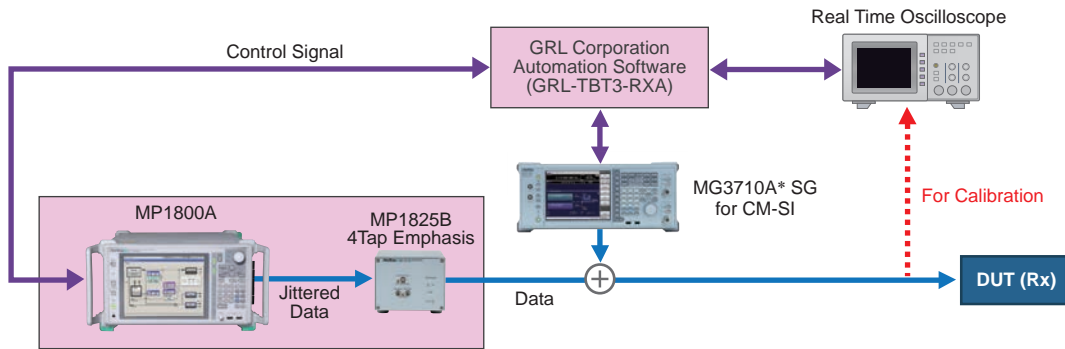 Real Time Oscilloscope
Control Signal
GRL Corporation
Automation Software
(GRL-TBT3-RXA)
MG3710A* SG
for CM-SI
For Calibration
MP1800A
MP1825B
4Tap Emphasis
Jittered
Data
Data
DUT (Rx)